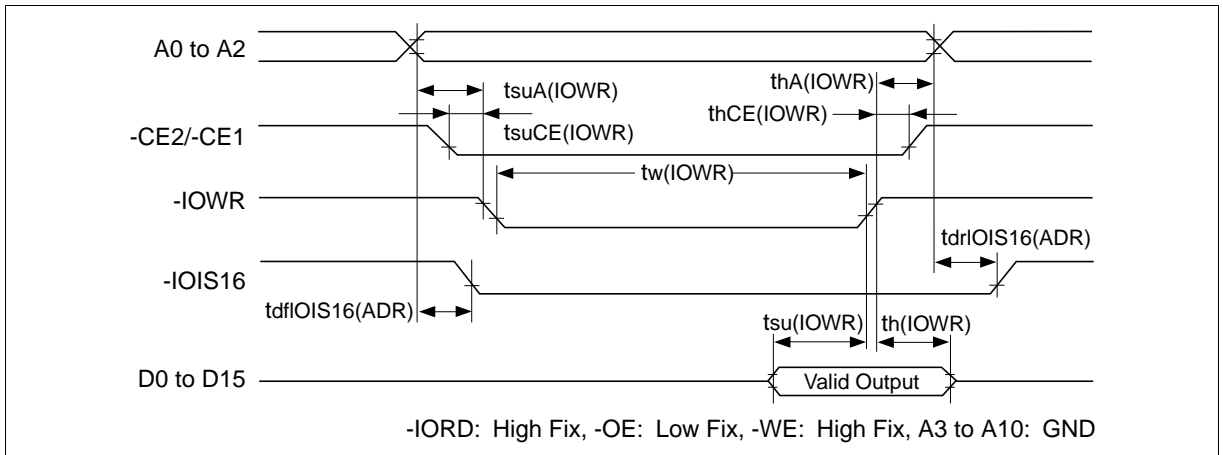 A0 to A2
tsuA(IOWR)
thA(IOWR)
thCE(IOWR)
-CE2/-CE1
tsuCE(IOWR)
tw(IOWR)
-IOWR
tdrIOIS16(ADR)
-IOIS16
tdfIOIS16(ADR)
tsu(IOWR)
th(IOWR)
D0 to D15
Valid Output
-IORD: High Fix, -OE: Low Fix, -WE: High Fix, A3 to A10: GND